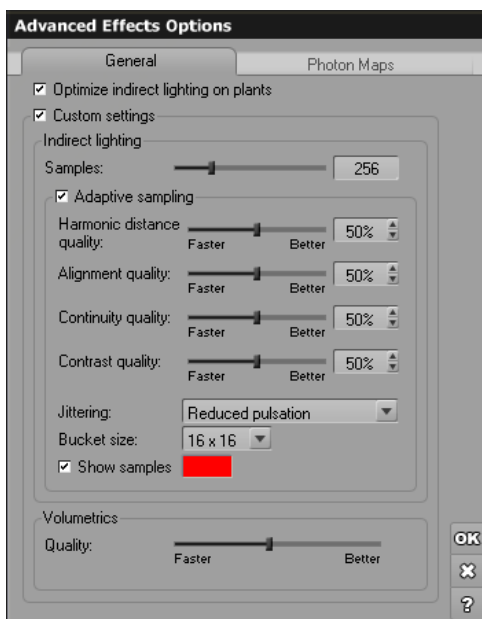 Advanced Effects Options
General
Photon Maps
Optimize indirect lighting on plants
Custom settings
Indirect lighting
Samples: 256
Adaptive sampling
Harmonic distance
quality: 50%
Faster Better
Alignment quality: 50%
Faster Better
Continuity quality: 50%
Faster Better
Contrast quality: 50%
Faster Better
Jittering: Reduced pulsation
Bucket size: 16 x 16
Show samples
Volumetrics
Quality:
Faster Better
OK
?